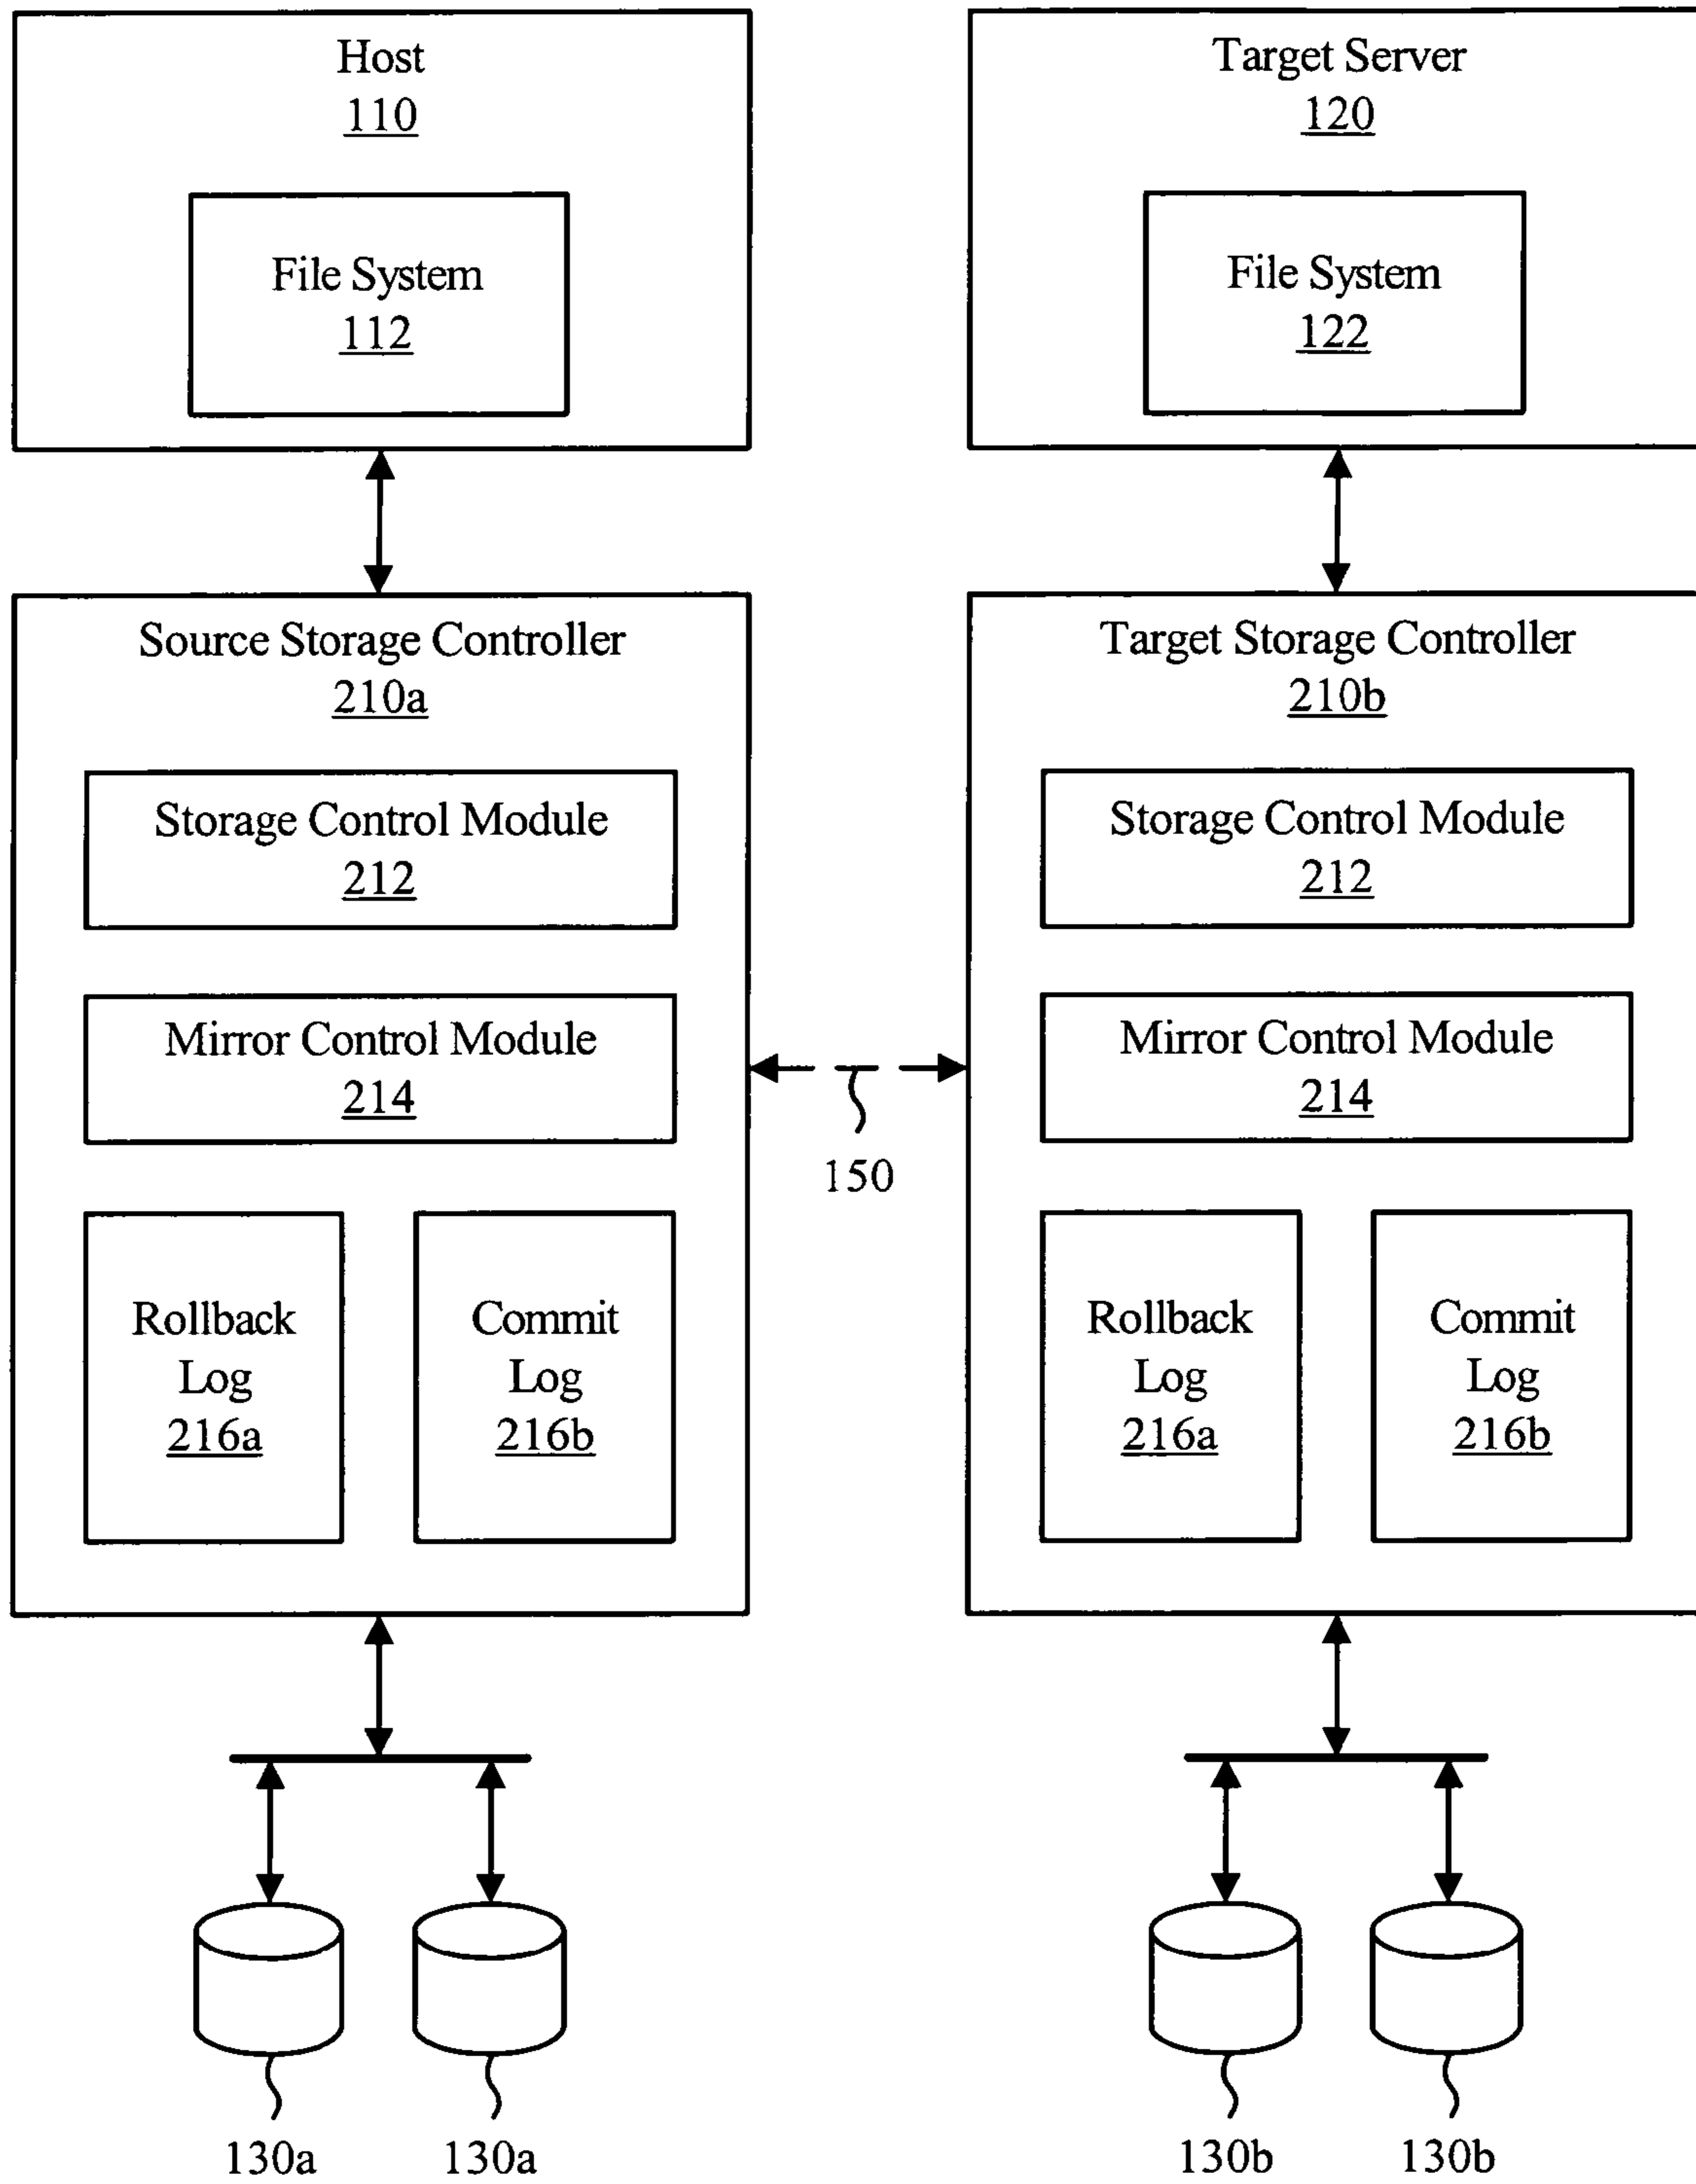 Host
110
File System
112
Target Server
120
File System
122
Source Storage Controller
210a
Storage Control Module
212
Mirror Control Module
214
Rollback
Log
216a
Commit
Log
216b
150
Target Storage Controller
210b
Storage Control Module
212
Mirror Control Module
214
Rollback
Log
216a
Commit
Log
216b
130a
130a
130b
130b